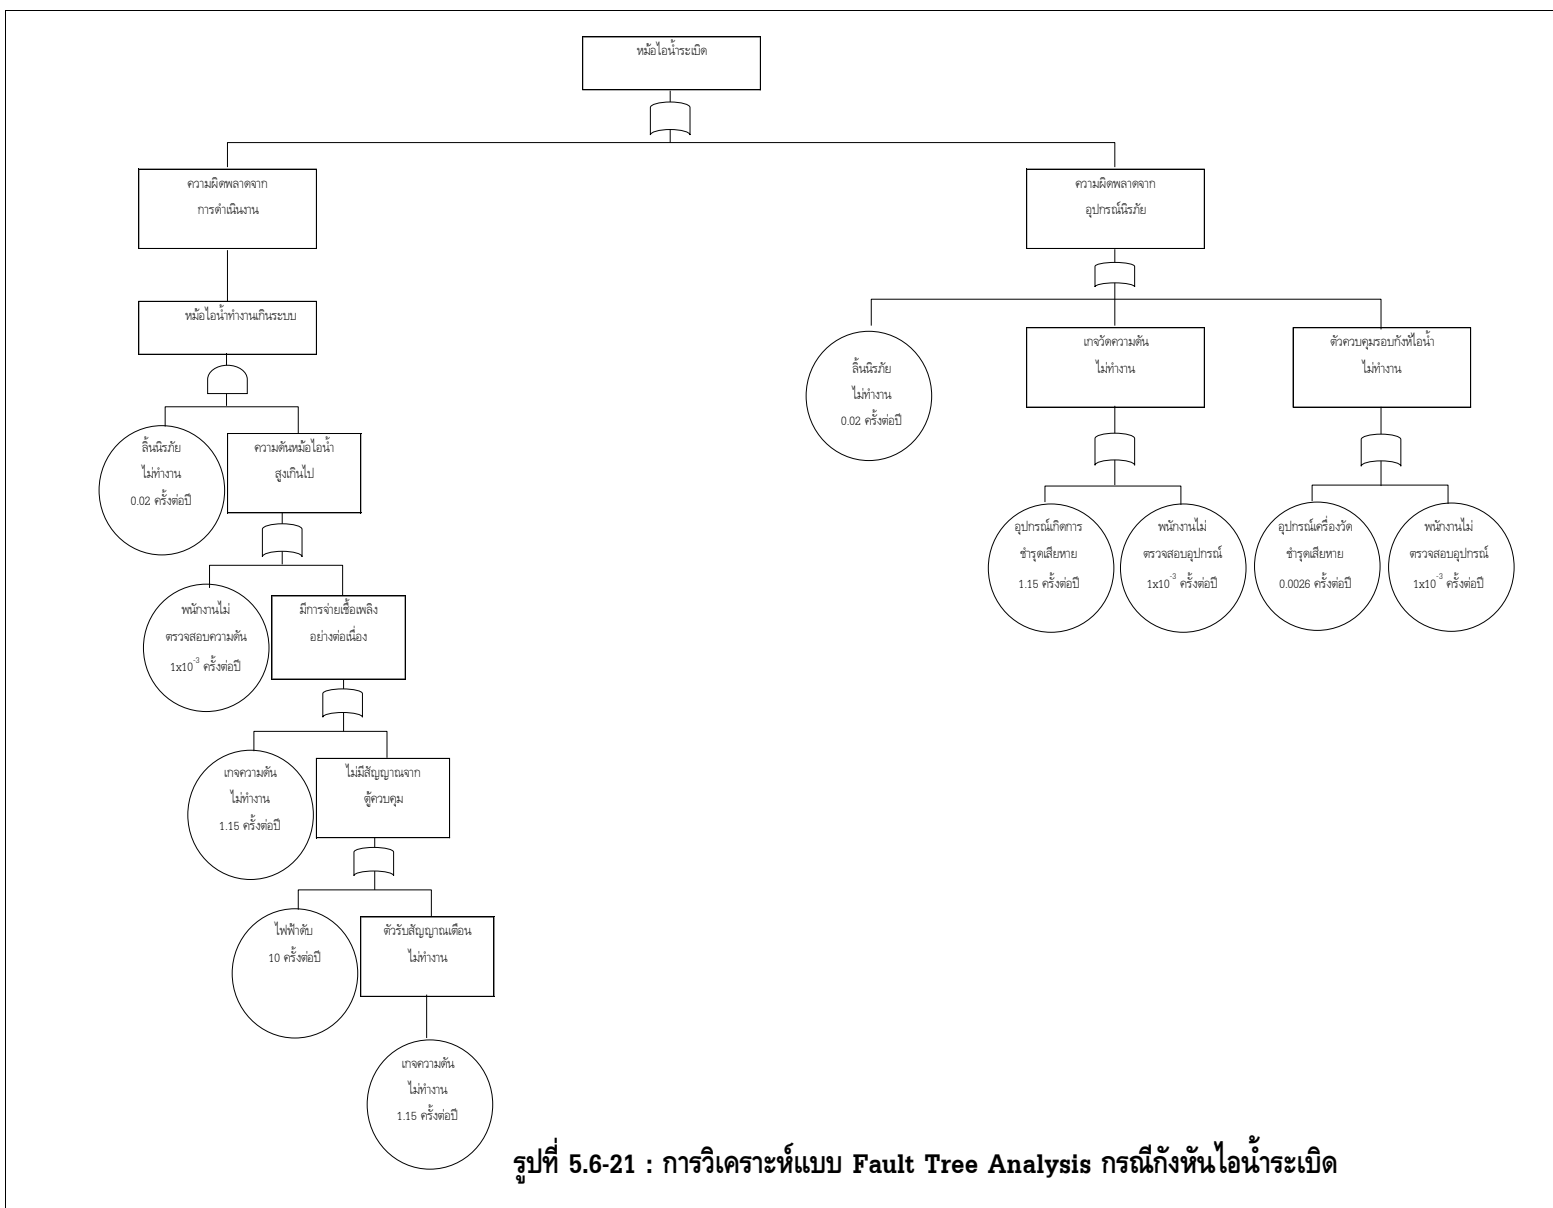 หม้อไอน้ำระเบิด
ความผิดพลาดจาก
การดำเนินงาน
ความผิดพลาดจาก
อุปกรณ์นิรภัย
หม้อไอน้ำทำงานเกินระบบ
ลิ้นนิรภัย
ไม่ทำงาน
0.02 ครั้งต่อปี
เกจวัดความดัน
ไม่ทำงาน
ตัวควบคุมรอบกังหัไอน้ำ
ไม่ทำงาน
ลิ้นนิรภัย
ไม่ทำงาน
0.02 ครั้งต่อปี
ความดันหม้อไอน้ำ
สูงเกินไป
อุปกรณ์เกิดการ
ชำรุดเสียหาย
1.15 ครั้งต่อปี
พนักงานไม่
ตรวจสอบอุปกรณ์
1x10⁻³ ครั้งต่อปี
อุปกรณ์เครื่องวัด
ชำรุดเสียหาย
0.0026 ครั้งต่อปี
พนักงานไม่
ตรวจสอบอุปกรณ์
1x10⁻³ ครั้งต่อปี
พนักงานไม่
ตรวจสอบความดัน
1x10⁻³ ครั้งต่อปี
มีการจ่ายเชื้อเพลิง
อย่างต่อเนื่อง
เกจความดัน
ไม่ทำงาน
1.15 ครั้งต่อปี
ไม่มีสัญญาณจาก
ตู้ควบคุม
ไฟฟ้าดับ
10 ครั้งต่อปี
ตัวรับสัญญาณเตือน
ไม่ทำงาน
เกจความดัน
ไม่ทำงาน
1.15 ครั้งต่อปี
รูปที่ 5.6-21 : การวิเคราะห์แบบ Fault Tree Analysis กรณีกังหันไอน้ำระเบิด